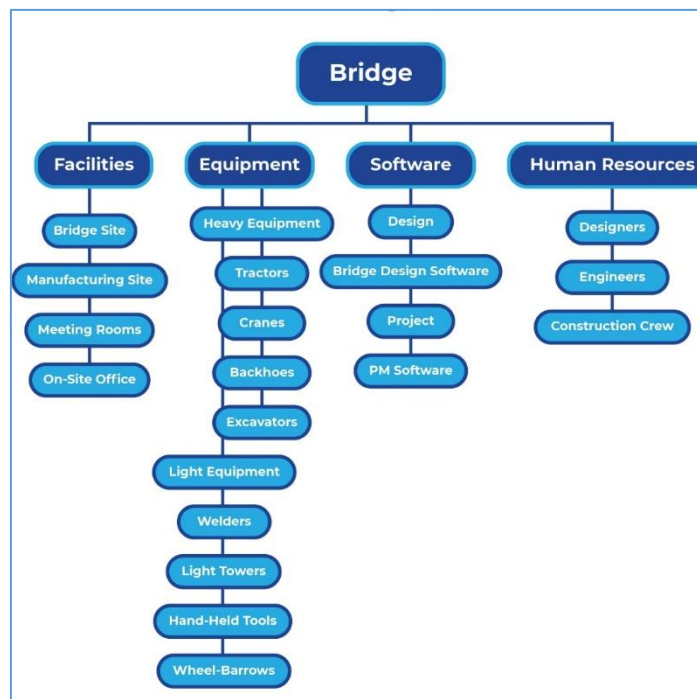 Bridge
Facilities
Equipment
Software
Human Resources
Bridge Site
Manufacturing Site
Meeting Rooms
On-Site Office
Heavy Equipment
Tractors
Cranes
Backhoes
Excavators
Light Equipment
Welders
Light Towers
Hand-Held Tools
Wheel-Barrows
Design
Bridge Design Software
Project
PM Software
Designers
Engineers
Construction Crew